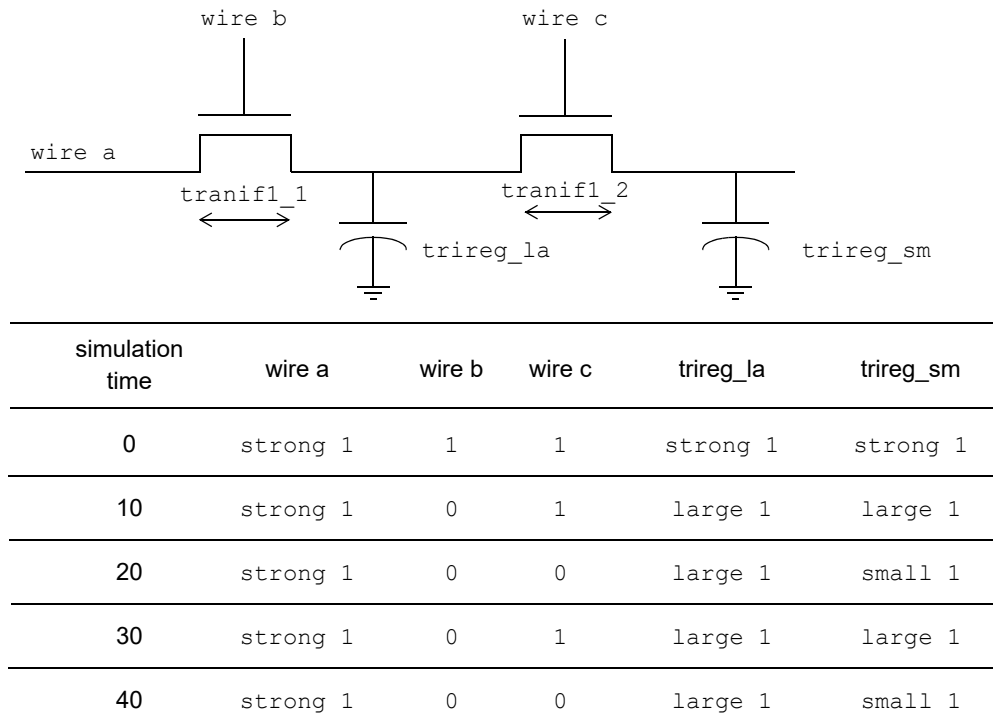 wire b wire c
wire a
tranif1_1 tranif1_2
trireg_la trireg_sm
simulation time wire a wire b wire c trireg_la trireg_sm
0 strong 1 1 1 strong 1 strong 1
10 strong 1 0 1 large 1 large 1
20 strong 1 0 0 large 1 small 1
30 strong 1 0 1 large 1 large 1
40 strong 1 0 0 large 1 small 1